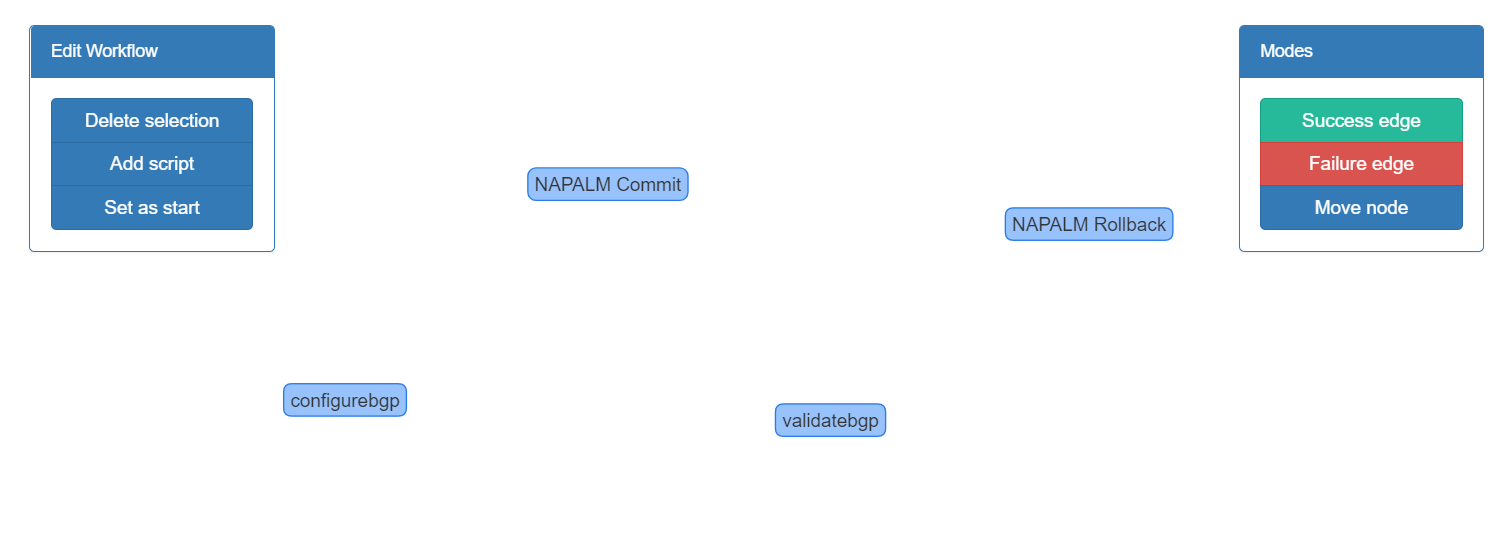 Edit Workflow
Delete selection
Add script
Set as start
NAPALM Commit
NAPALM Rollback
configurebgp
validatebgp
Modes
Success edge
Failure edge
Move node